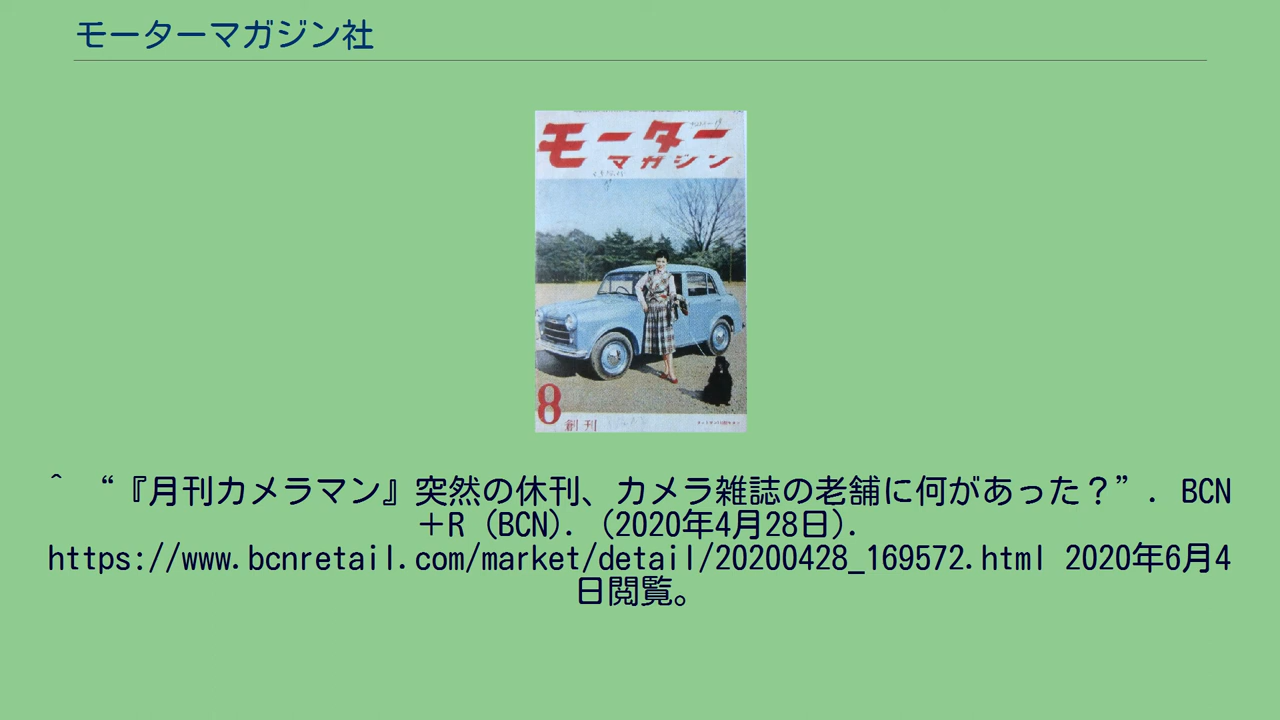 モーターマガジン社
モーター
マガジン
8
創刊
^ “『月刊カメラマン』突然の休刊、カメラ雑誌の老舗に何があった？”. BCN
＋R (BCN). (2020年4月28日).
https://www.bcnretail.com/market/detail/20200428_169572.html 2020年6月4
日閲覧。